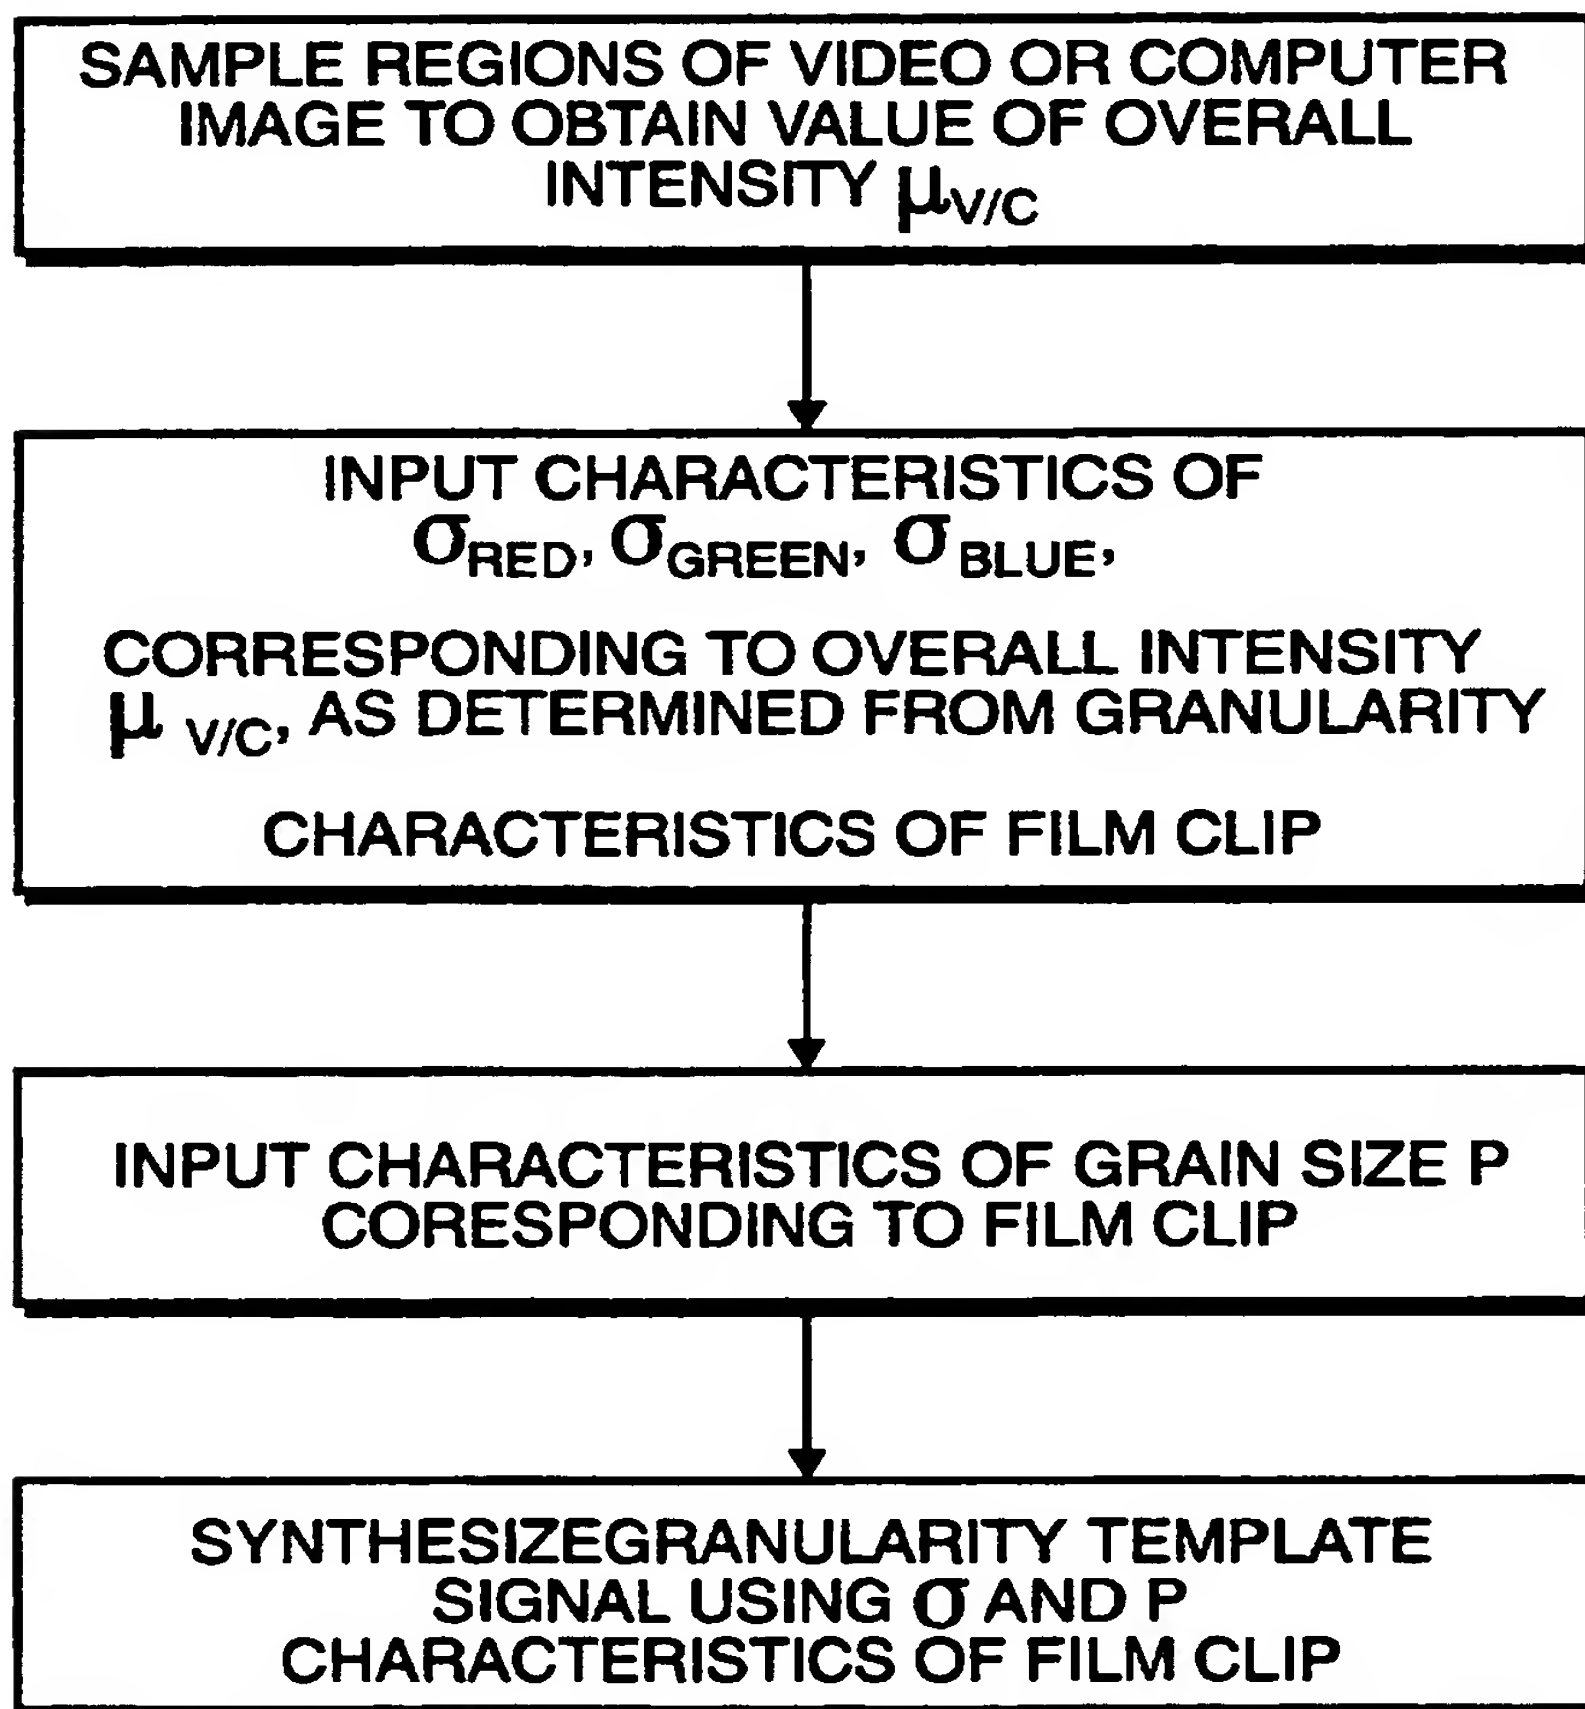 SAMPLE REGIONS OF VIDEO OR COMPUTER
IMAGE TO OBTAIN VALUE OF OVERALL
INTENSITY μV/C
INPUT CHARACTERISTICS OF
σRED, σGREEN, σBLUE,
CORRESPONDING TO OVERALL INTENSITY
μ V/C, AS DETERMINED FROM GRANULARITY
CHARACTERISTICS OF FILM CLIP
INPUT CHARACTERISTICS OF GRAIN SIZE P
CORESPONDING TO FILM CLIP
SYNTHESIZEGRANULARITY TEMPLATE
SIGNAL USING σ AND P
CHARACTERISTICS OF FILM CLIP